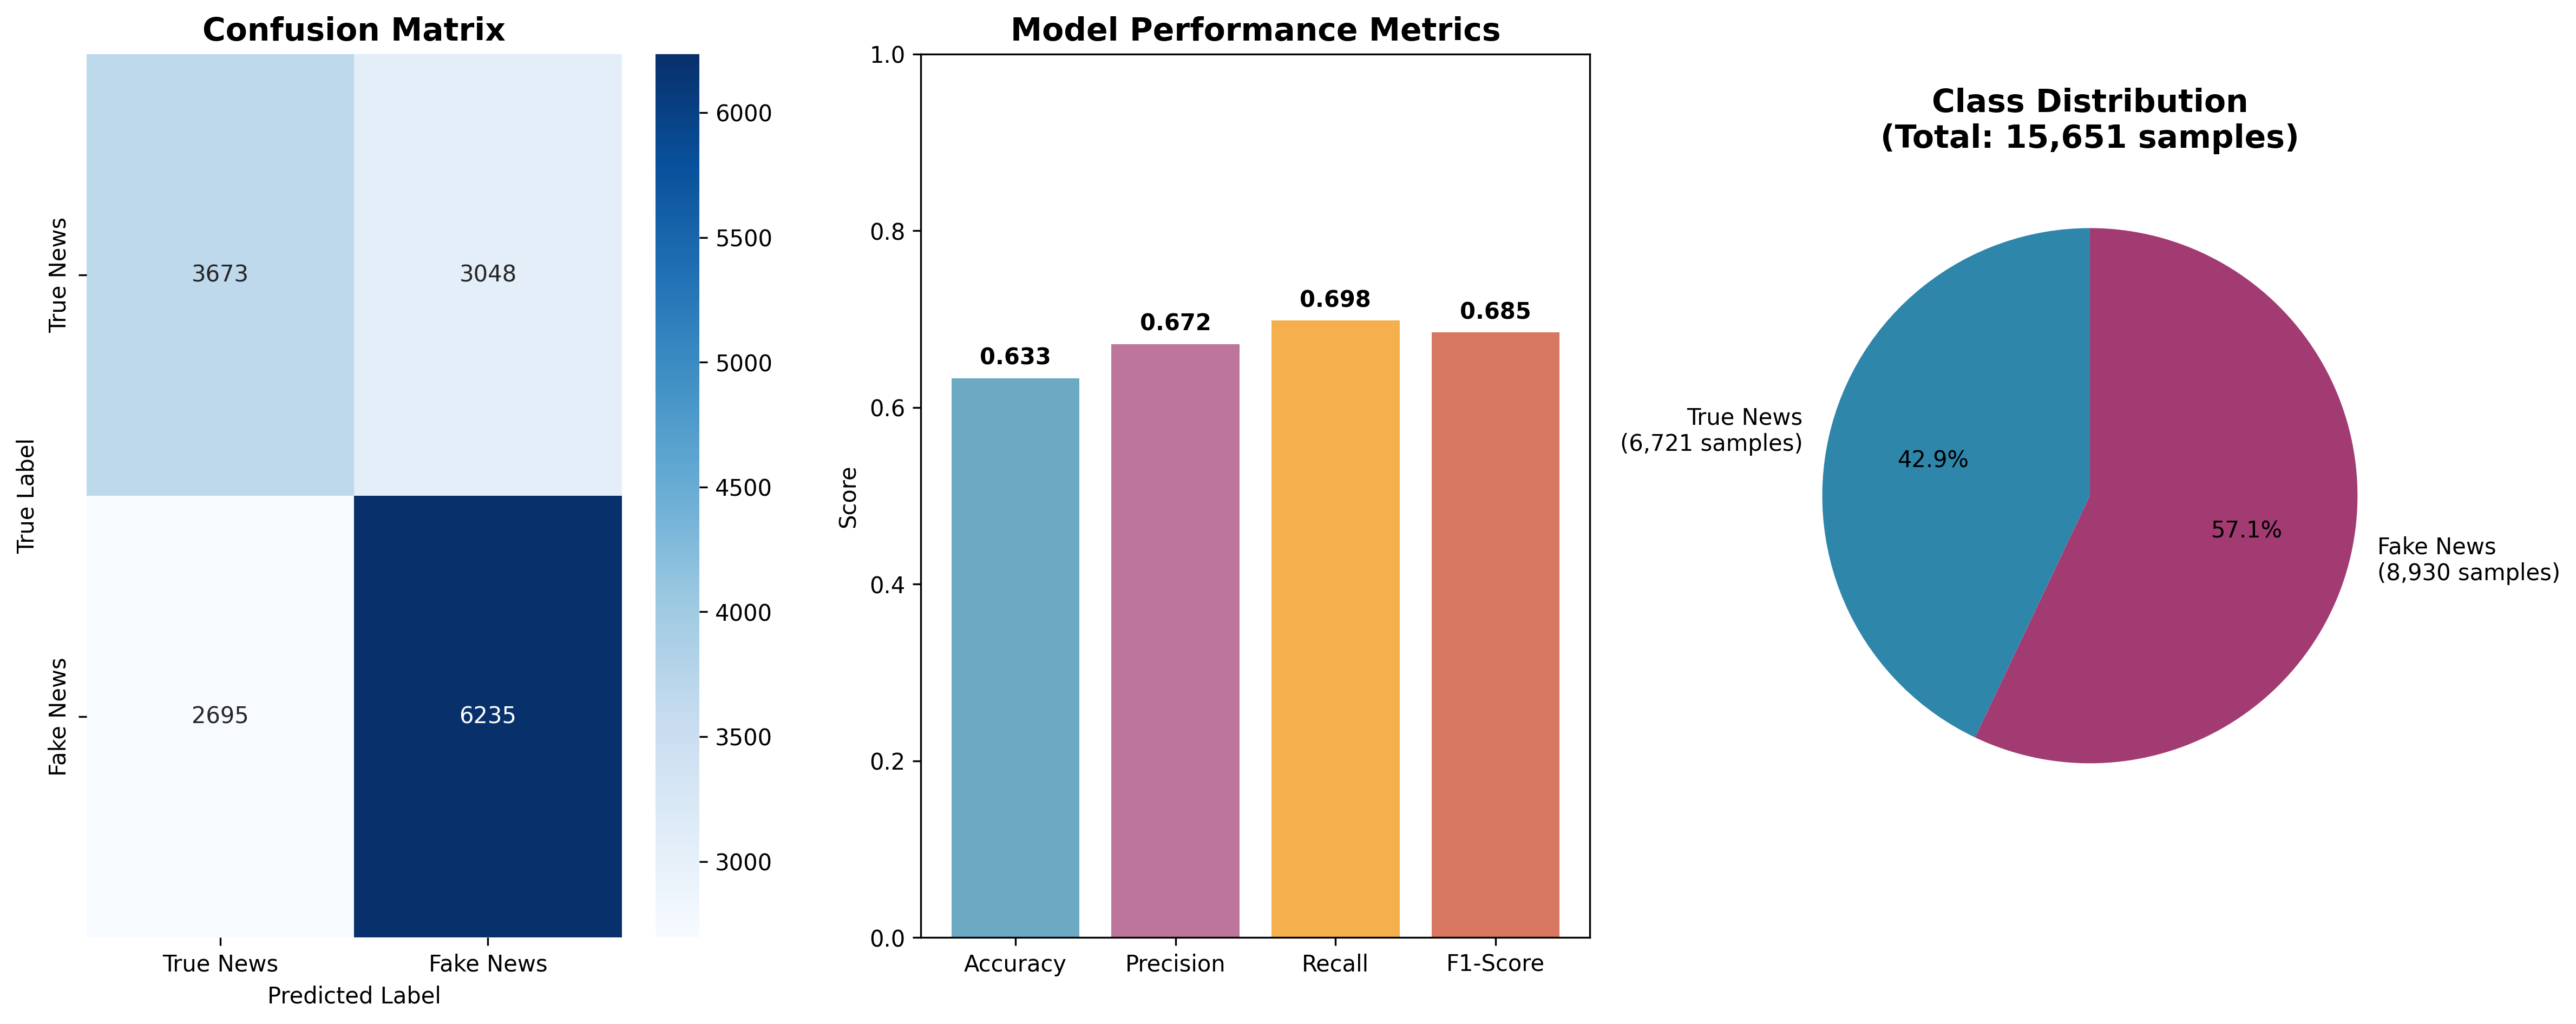 Confusion Matrix
True Label
True News
Fake News
3673
3048
2695
6235
True News
Fake News
Predicted Label
6000
5500
5000
4500
4000
3500
3000
Model Performance Metrics
Score
1.0
0.8
0.6
0.4
0.2
0.0
0.633
0.672
0.698
0.685
Accuracy
Precision
Recall
F1-Score
Class Distribution
(Total: 15,651 samples)
True News
(6,721 samples)
42.9%
57.1%
Fake News
(8,930 samples)